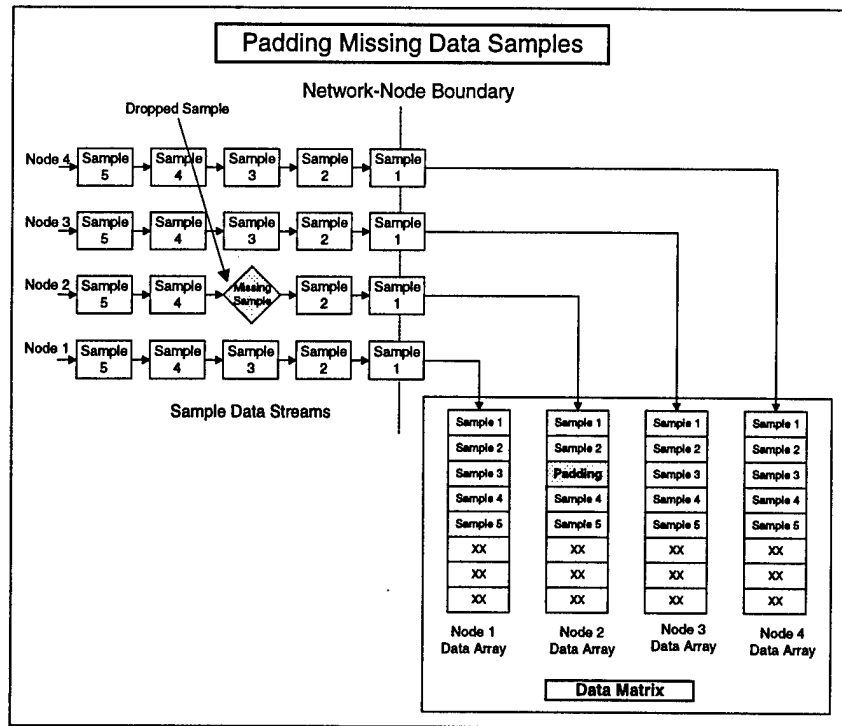 Padding Missing Data Samples
Network-Node Boundary
Dropped Sample
Node 4
Sample
5
Sample
4
Sample
3
Sample
2
Sample
1
Node 3
Sample
5
Sample
4
Sample
3
Sample
2
Sample
1
Node 2
Sample
5
Sample
4
Missing
Sample
Sample
2
Sample
1
Node 1
Sample
5
Sample
4
Sample
3
Sample
2
Sample
1
Sample Data Streams
Sample 1
Sample 2
Sample 3
Sample 4
Sample 5
XX
XX
XX
Node 1
Data Array
Sample 1
Sample 2
Padding
Sample 4
Sample 5
XX
XX
XX
Node 2
Data Array
Sample 1
Sample 2
Sample 3
Sample 4
Sample 5
XX
XX
XX
Node 3
Data Array
Sample 1
Sample 2
Sample 3
Sample 4
Sample 5
XX
XX
XX
Node 4
Data Array
Data Matrix